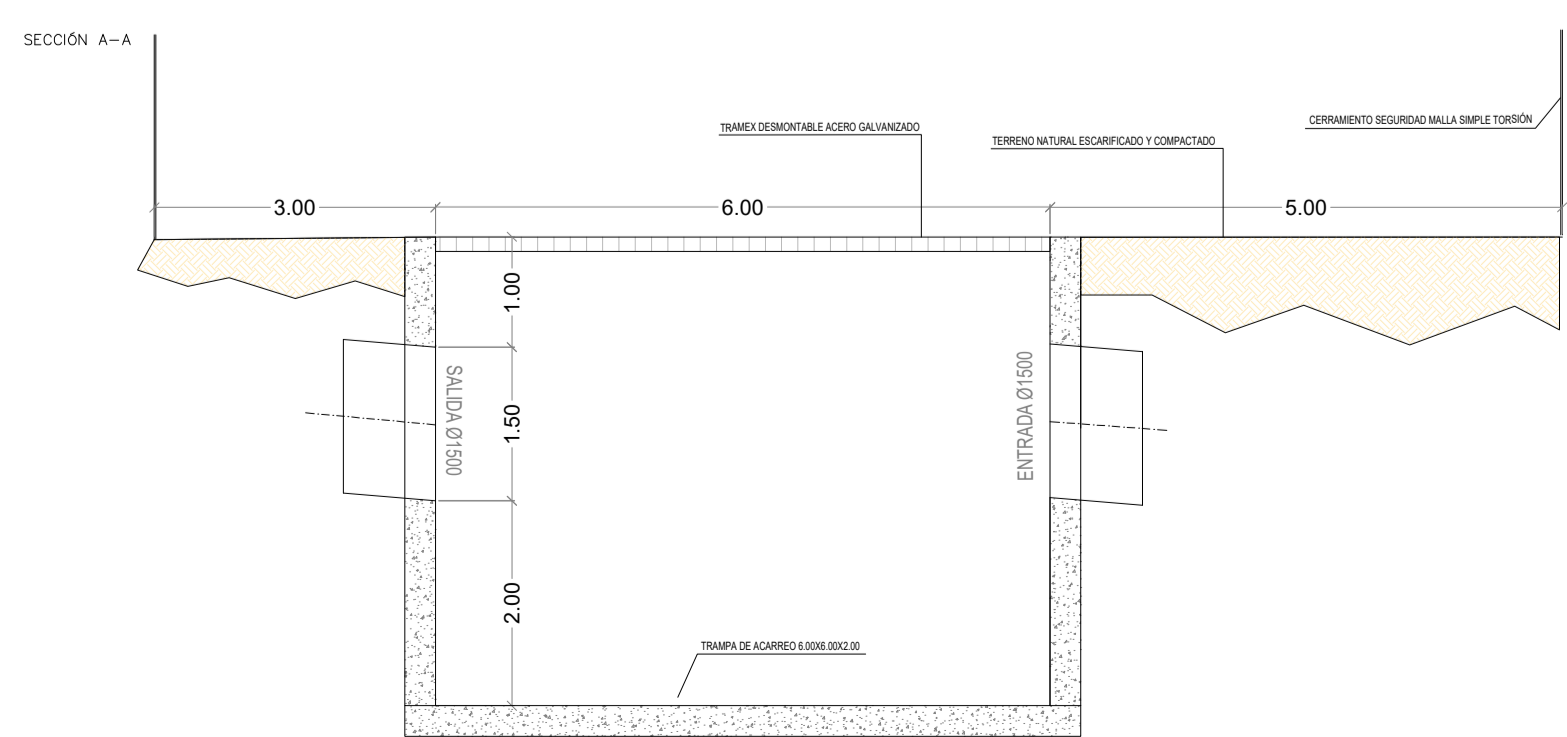 SECCIÓN A-A
CERRAMIENTO SEGURIDAD MALLA SIMPLE TORSIÓN
TRAMEX DESMONTABLE ACERO GALVANIZADO
TERRENO NATURAL ESCARIFICADO Y COMPACTADO
3.00
6.00
5.00
1.00
SALIDA Ø1500
1.50
ENTRADA Ø1500
2.00
TRAMPA DE ACARREO 6.00X6.00X2.00